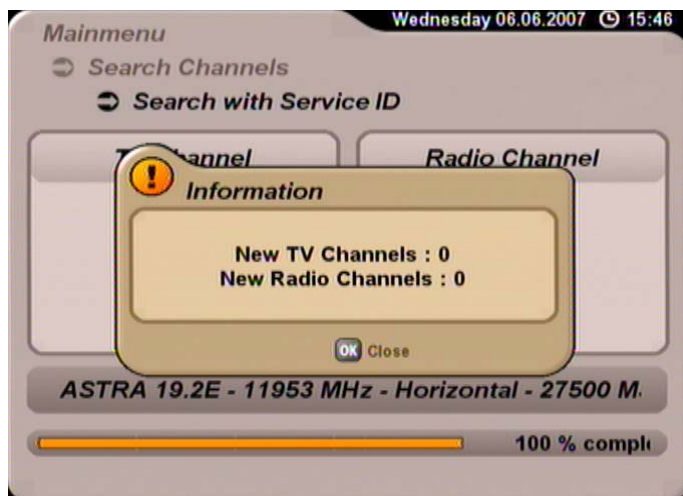 Wednesday 06.06.2007 15:46
Mainmenu
Search Channels
Search with Service ID
Radio Channel
Information
New TV Channels : 0
New Radio Channels : 0
OK Close
ASTRA 19.2E - 11953 MHz - Horizontal - 27500 M
100 % comple